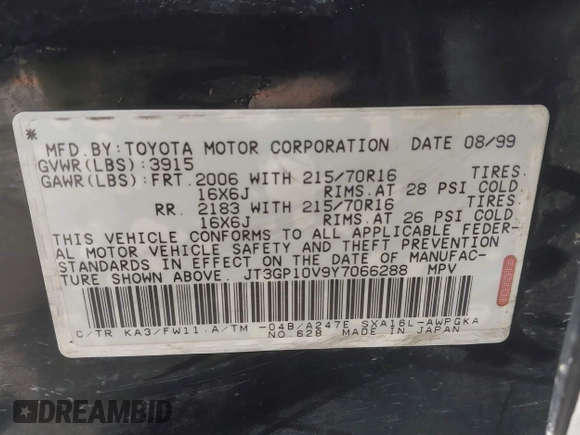 * MFD.BY:TOYOTA MOTOR CORPORATION DATE 08/99
GVWR(LBS):3915
GAWR(LBS):FRT.2006 WITH 215/70R16 TIRES.
16X6J RIMS.AT 28 PSI COLD.
RR. 2183 WITH 215/70R16 TIRES.
16X6J RIMS.AT 26 PSI COLD.
THIS VEHICLE CONFORMS TO ALL APPLICABLE FEDER-
AL MOTOR VEHICLE SAFETY AND THEFT PREVENTION
STANDARDS IN EFFECT ON THE DATE OF MANUFAC-
TURE SHOWN ABOVE. JT3GP10V9Y7066288 MPV
C/TR KA3/FW11.A/TM -04B/A247E SXA16L-AWPGKA
NO.628 MADE IN JAPAN
DREAMBID